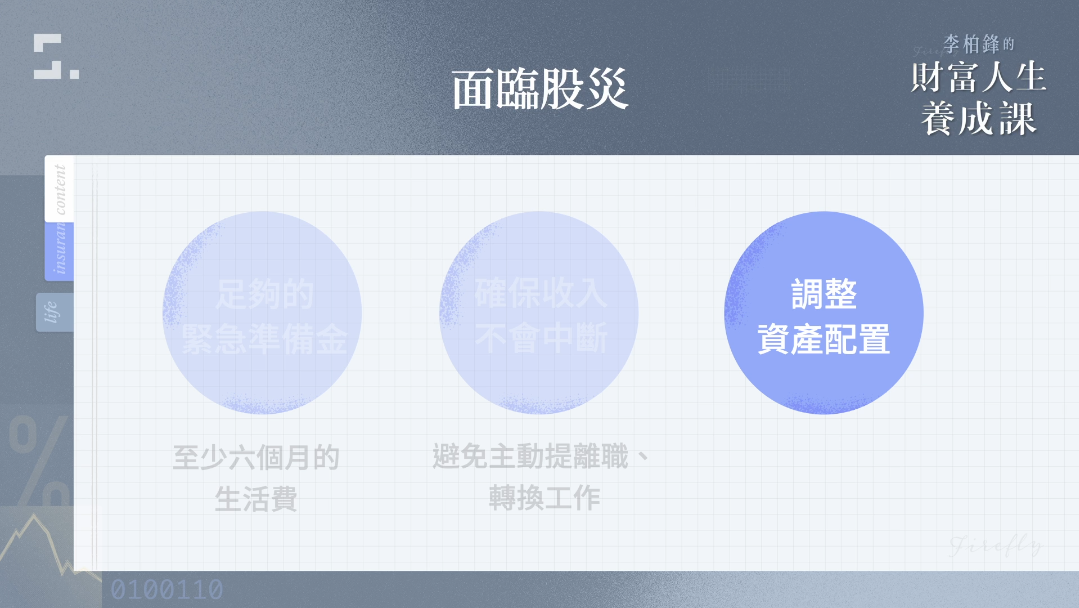 李柏鋒的
財富人生
養成課
面臨股災
content
insuran
life
足夠的
緊急準備金
確保收入
不會中斷
調整
資產配置
至少六個月的
生活費
避免主動提離職、
轉換工作
%
Firefly
0100110